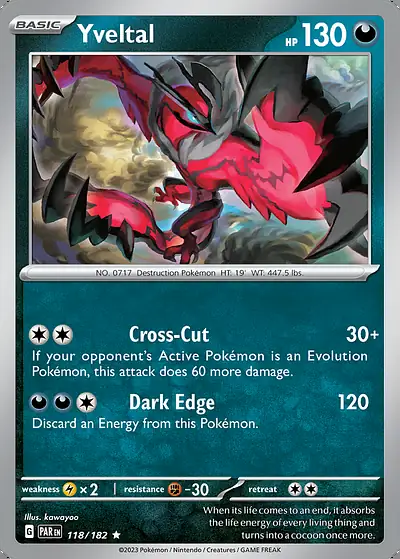 BASIC Yveltal HP 130
NO. 0717 Destruction Pokémon HT: 19' WT: 447.5 lbs.
Cross-Cut 30+
If your opponent's Active Pokémon is an Evolution
Pokémon, this attack does 60 more damage.
Dark Edge 120
Discard an Energy from this Pokémon.
weakness ×2 resistance -30 retreat
Illus. kawayoo
G PAR EN 118/182 ★
When its life comes to an end, it absorbs
the life energy of every living thing and
turns into a cocoon once more.
©2023 Pokémon / Nintendo / Creatures / GAME FREAK